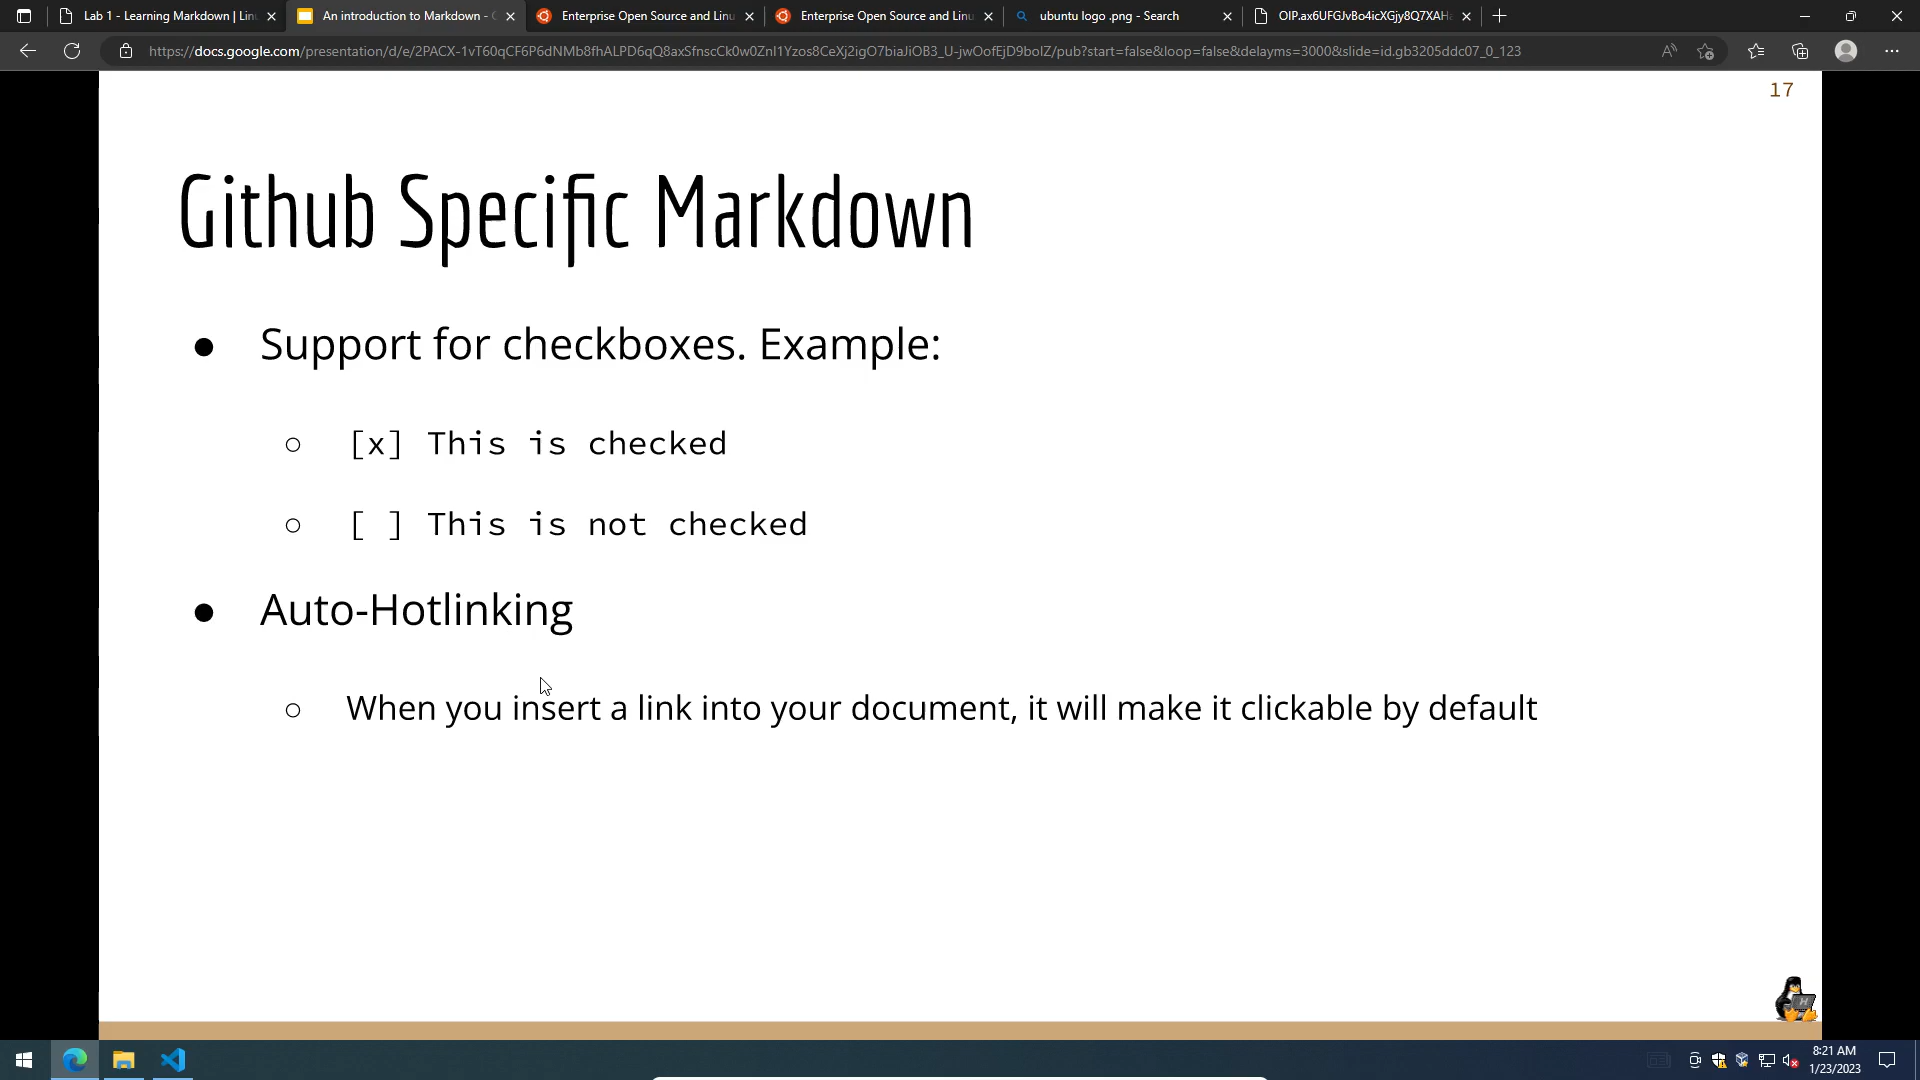 Lab 1 - Learning Markdown | Linu
An introduction to Markdown - G
Enterprise Open Source and Linu
Enterprise Open Source and Linu
ubuntu logo .png - Search
OIP.ax6UFGJvBo4icXGjy8Q7XAHa
https://docs.google.com/presentation/d/e/2PACX-1vT60qCF6P6dNMb8fhALPD6qQ8axSfnscCk0w0Znl1Yzos8CeXj2igO7biaJiOB3_U-jwOofEjD9bolZ/pub?start=false&loop=false&delayms=3000&slide=id.gb3205ddc07_0_123
17
Github Specific Markdown
● Support for checkboxes. Example:
○ [x] This is checked
○ [ ] This is not checked
● Auto-Hotlinking
○ When you insert a link into your document, it will make it clickable by default
8:21 AM
1/23/2023